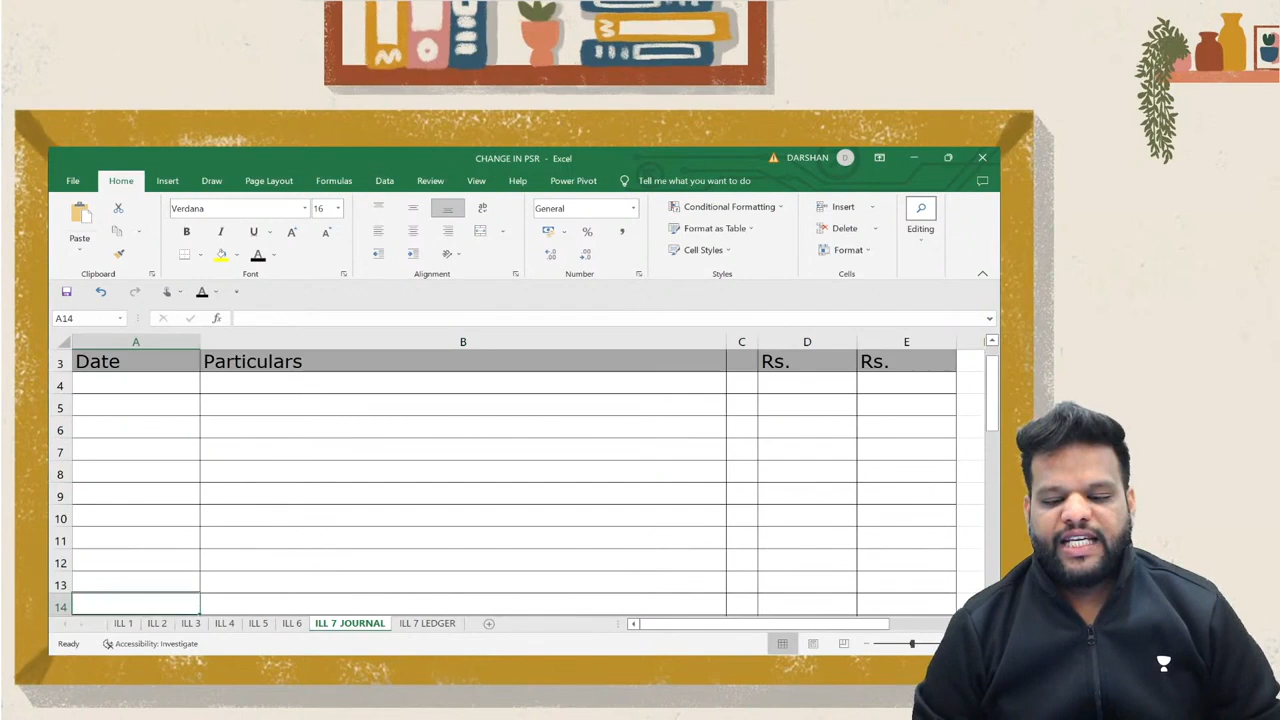 CHANGE IN PSR - Excel
DARSHAN D
File Home Insert Draw Page Layout Formulas Data Review View Help Power Pivot Tell me what you want to do
Verdana 16 General Conditional Formatting Insert
Paste B I U A A % , Format as Table Delete Editing
A Cell Styles Format
Clipboard Font Alignment Number Styles Cells
A
A14 fx
A B C D E
3 Date Particulars Rs. Rs.
4
5
6
7
8
9
10
11
12
13
14
ILL 1 ILL 2 ILL 3 ILL 4 ILL 5 ILL 6 ILL 7 JOURNAL ILL 7 LEDGER
Ready Accessibility: Investigate